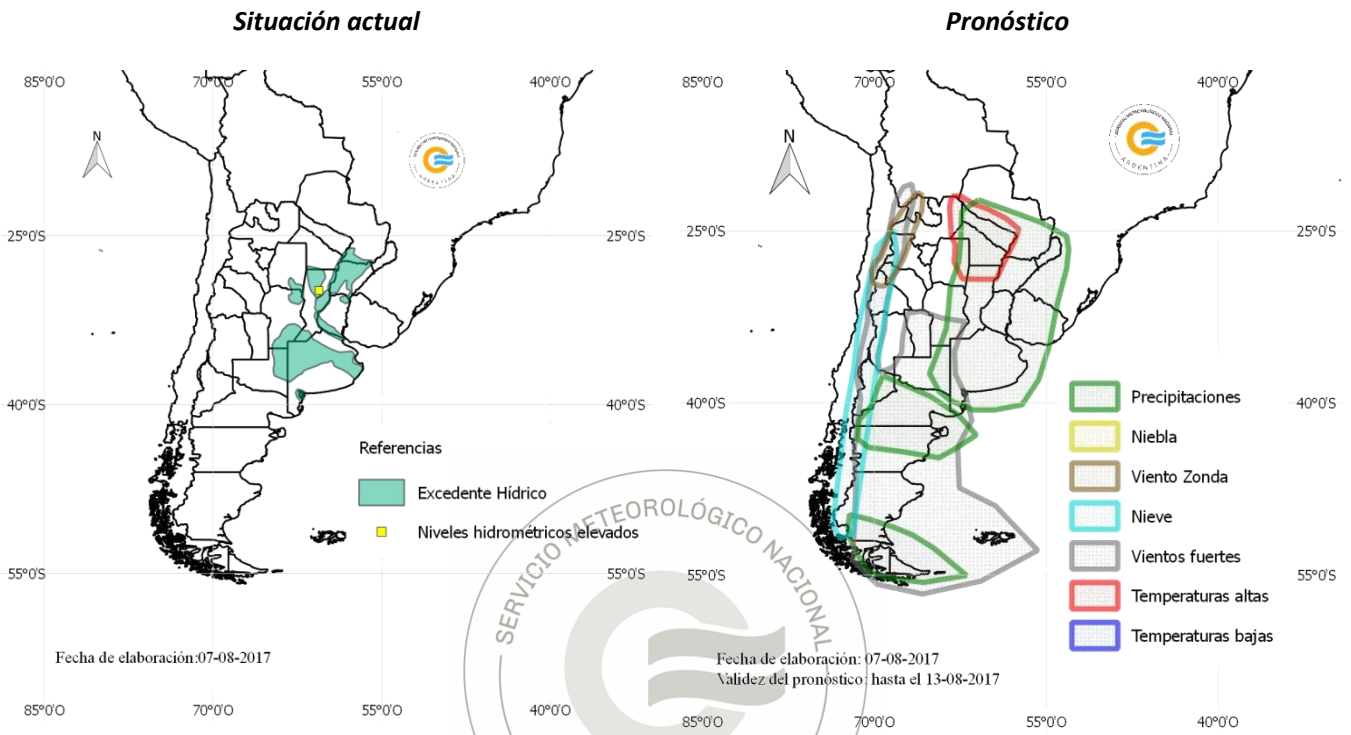 Situación actual
Pronóstico
85°0'O 70°0'O 55°0'O 40°0'O
85°0'O 70°0'O 55°0'O 40°0'O
N
N
ARGENTINA
ARGENTINA
25°0'S 25°0'S
25°0'S 25°0'S
40°0'S 40°0'S
40°0'S 40°0'S
Referencias
Excedente Hídrico
Niveles hidrométricos elevados
Precipitaciones
Niebla
Viento Zonda
Nieve
Vientos fuertes
Temperaturas altas
Temperaturas bajas
55°0'S 55°0'S
55°0'S 55°0'S
SERVICIO METEOROLÓGICO NACIONAL
Fecha de elaboración:07-08-2017
Fecha de elaboración: 07-08-2017
Validez del pronóstico: hasta el 13-08-2017
85°0'O 70°0'O 55°0'O 40°0'O
85°0'O 70°0'O 55°0'O 40°0'O